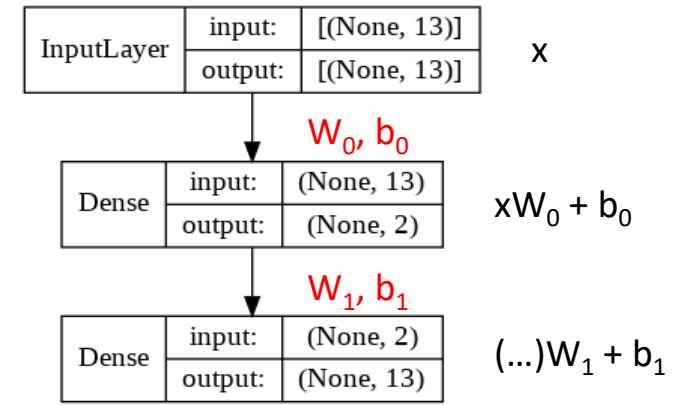 InputLayer input: [(None, 13)]
output: [(None, 13)]
x
W₀, b₀
Dense input: (None, 13)
output: (None, 2)
xW₀ + b₀
W₁, b₁
Dense input: (None, 2)
output: (None, 13)
(...)W₁ + b₁